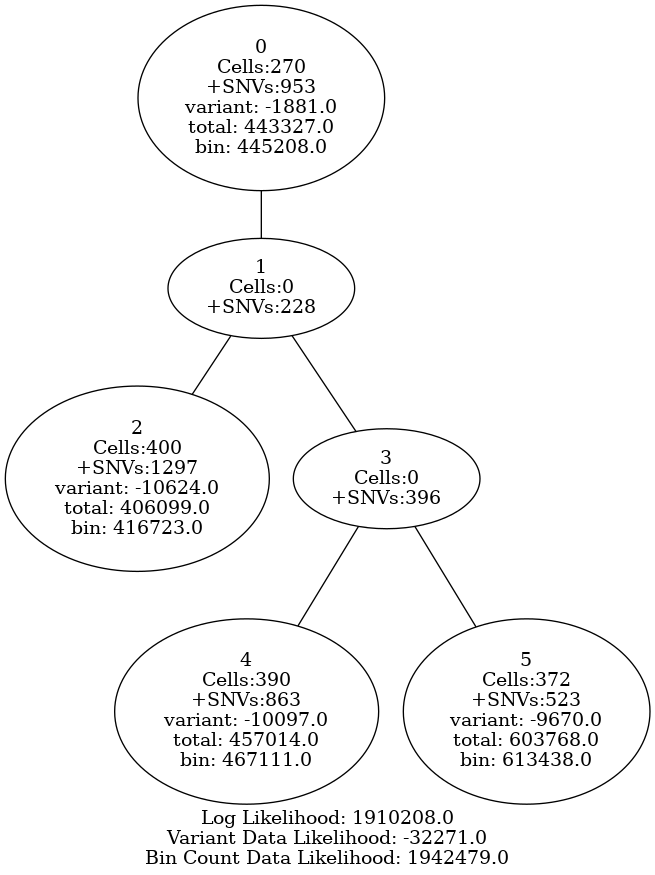 0
Cells:270
+SNVs:953
variant: -1881.0
total: 443327.0
bin: 445208.0
1
Cells:0
+SNVs:228
2
Cells:400
+SNVs:1297
variant: -10624.0
total: 406099.0
bin: 416723.0
3
Cells:0
+SNVs:396
4
Cells:390
+SNVs:863
variant: -10097.0
total: 457014.0
bin: 467111.0
5
Cells:372
+SNVs:523
variant: -9670.0
total: 603768.0
bin: 613438.0
Log Likelihood: 1910208.0
Variant Data Likelihood: -32271.0
Bin Count Data Likelihood: 1942479.0